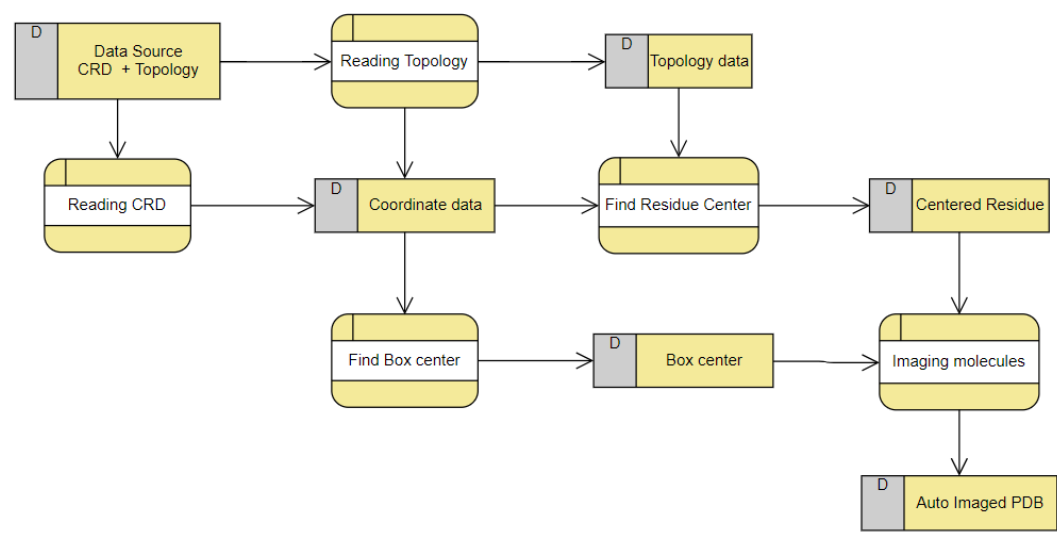 D
Data Source
CRD + Topology
Reading Topology
D
Topology data
Reading CRD
D
Coordinate data
Find Residue Center
D
Centered Residue
Find Box center
D
Box center
Imaging molecules
D
Auto Imaged PDB